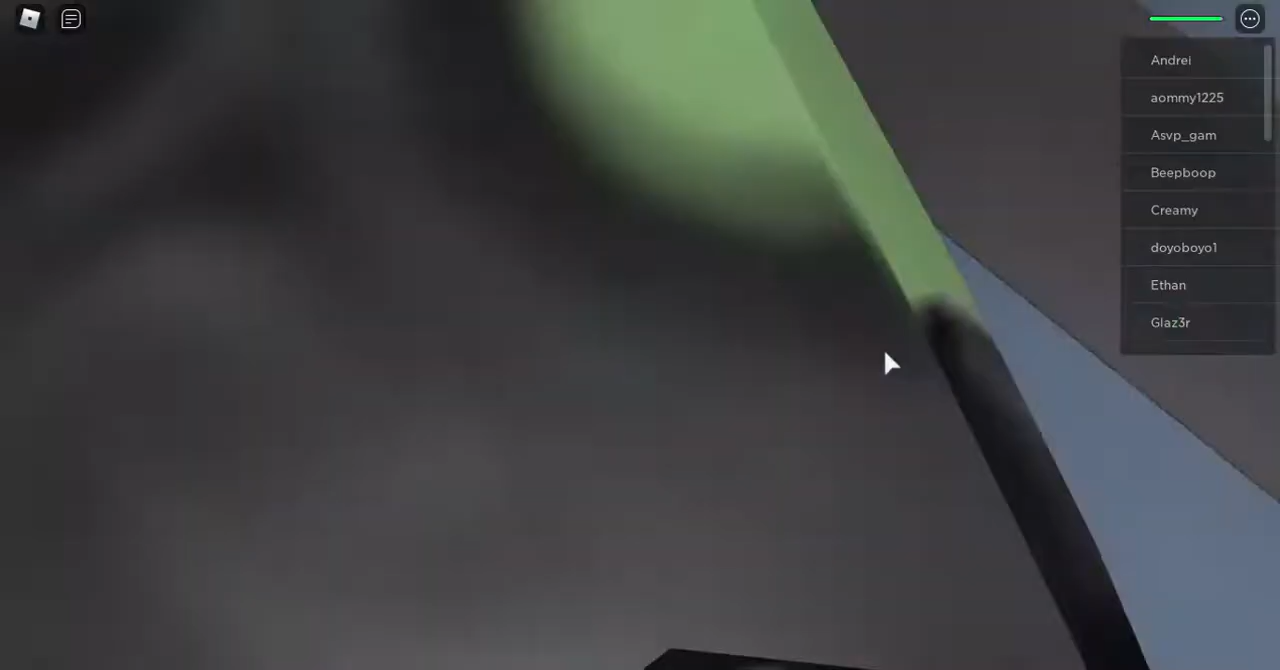 Andrei
aommy1225
Asvp_gam
Beepboop
Creamy
doyoboyo1
Ethan
Glaz3r